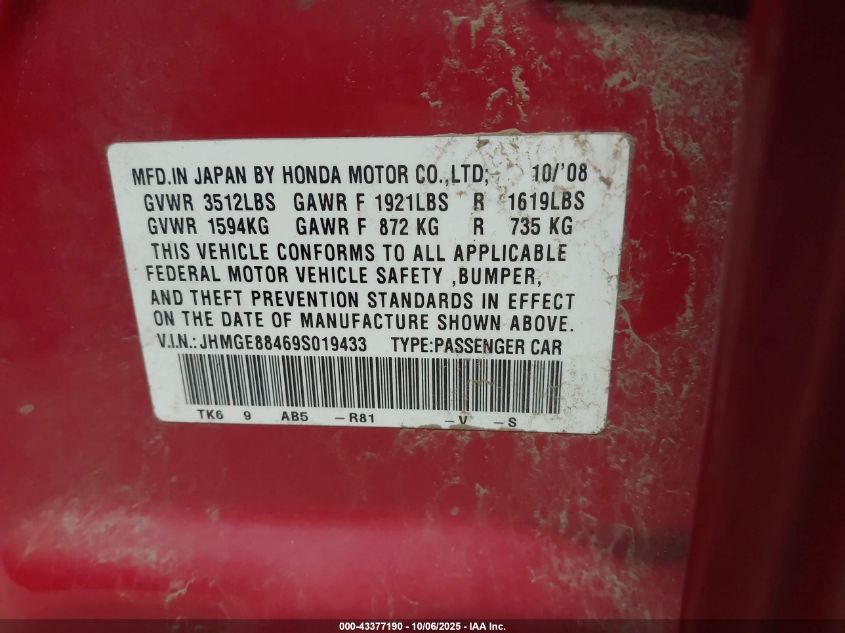 MFD.IN JAPAN BY HONDA MOTOR CO.,LTD; 10/'08
GVWR 3512LBS GAWR F 1921LBS R 1619LBS
GVWR 1594KG GAWR F 872 KG R 735 KG
THIS VEHICLE CONFORMS TO ALL APPLICABLE
FEDERAL MOTOR VEHICLE SAFETY ,BUMPER,
AND THEFT PREVENTION STANDARDS IN EFFECT
ON THE DATE OF MANUFACTURE SHOWN ABOVE.
V.I.N.:JHMGE88469S019433 TYPE:PASSENGER CAR
TK6 9 AB5 –R81 –V –S
000-43377190 - 10/06/2025 - IAA Inc.